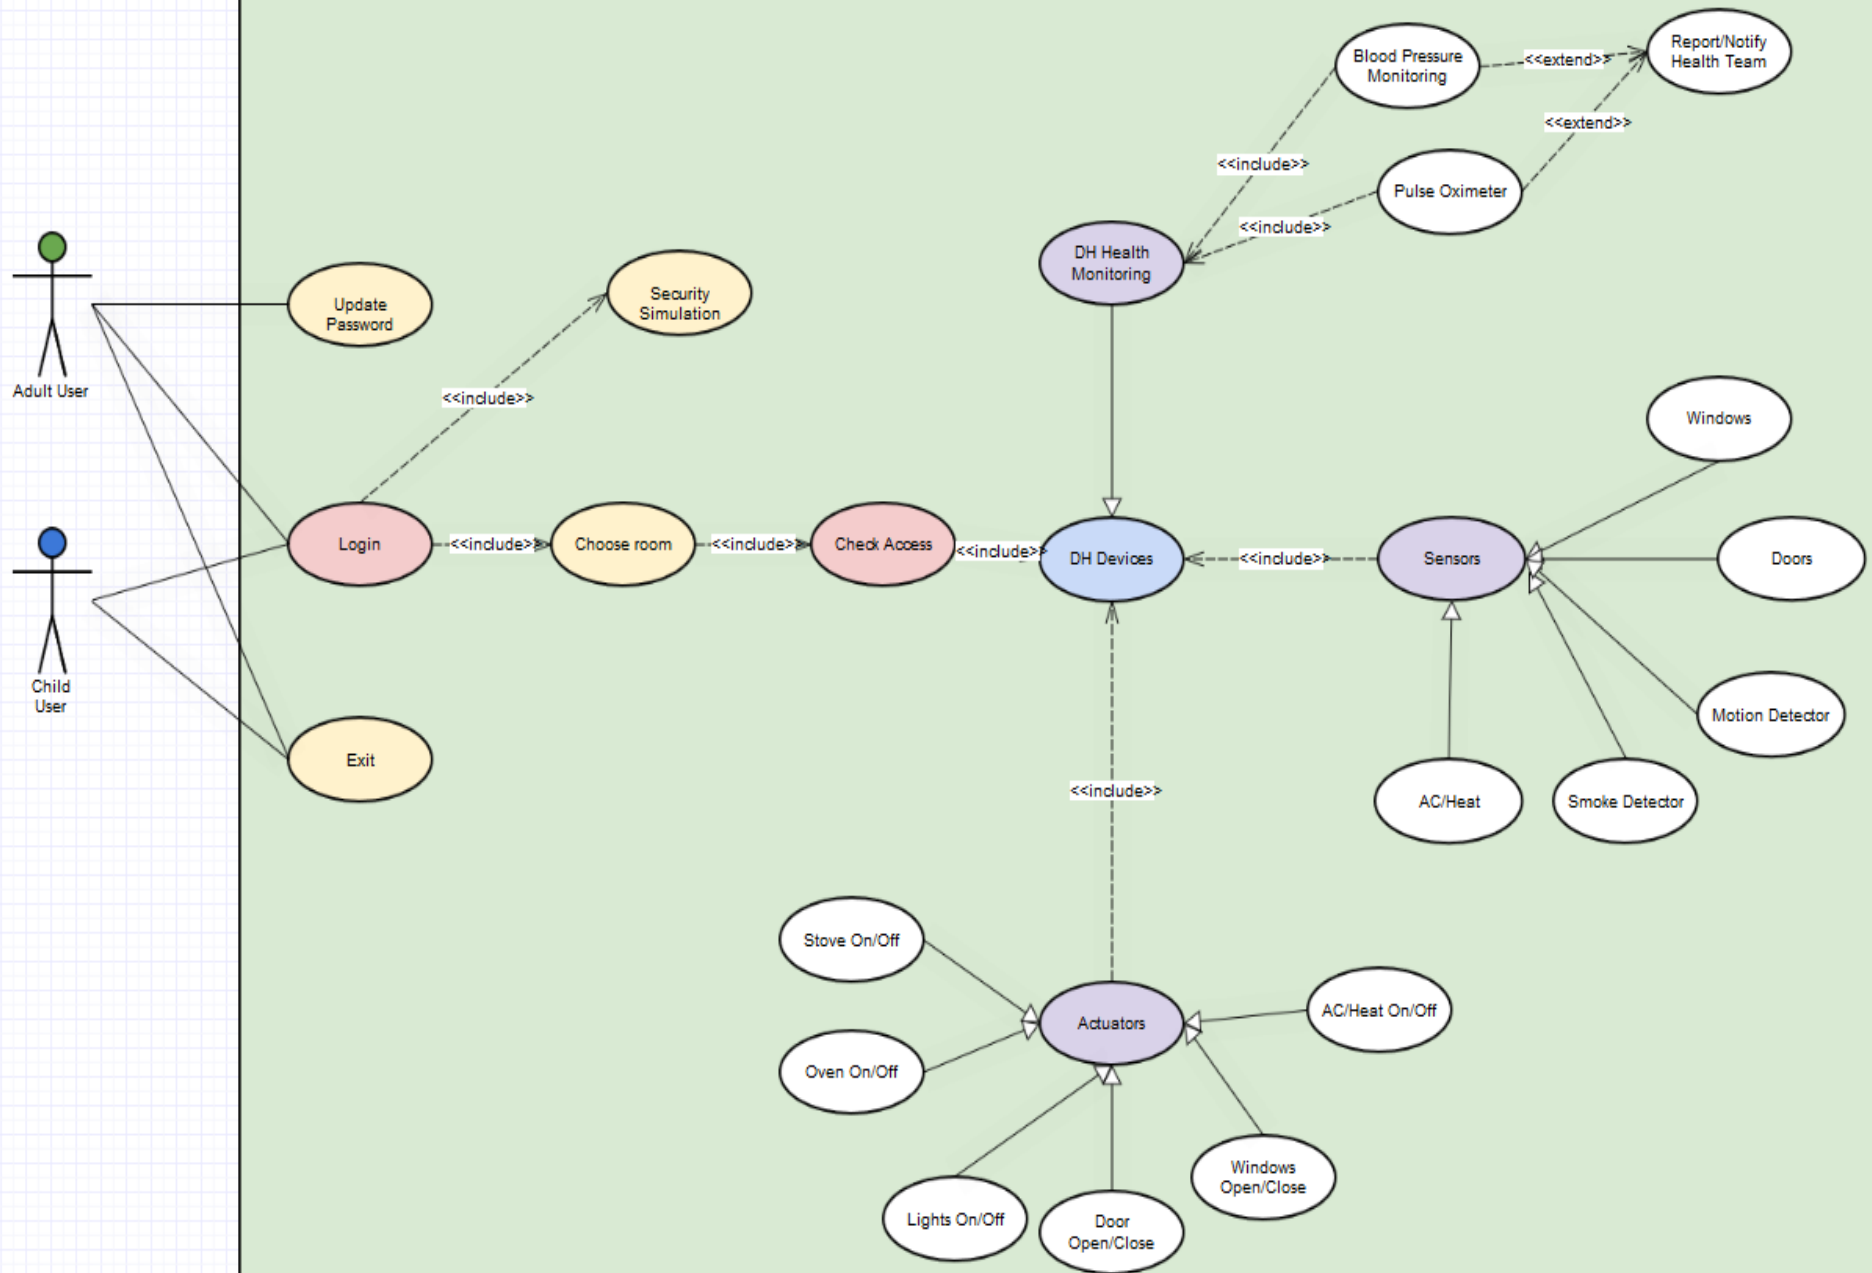 Blood Pressure
Monitoring
<<extend>>
Report/Notify
Health Team
<<extend>>
<<include>>
Pulse Oximeter
<<include>>
DH Health
Monitoring
Adult User
Update
Password
Security
Simulation
<<include>>
Windows
Login
<<include>>
Choose room
<<include>>
Check Access
<<include>>
DH Devices
<<include>>
Sensors
Doors
Child
User
Exit
Motion Detector
<<include>>
AC/Heat
Smoke Detector
Stove On/Off
Actuators
AC/Heat On/Off
Oven On/Off
Windows
Open/Close
Lights On/Off
Door
Open/Close